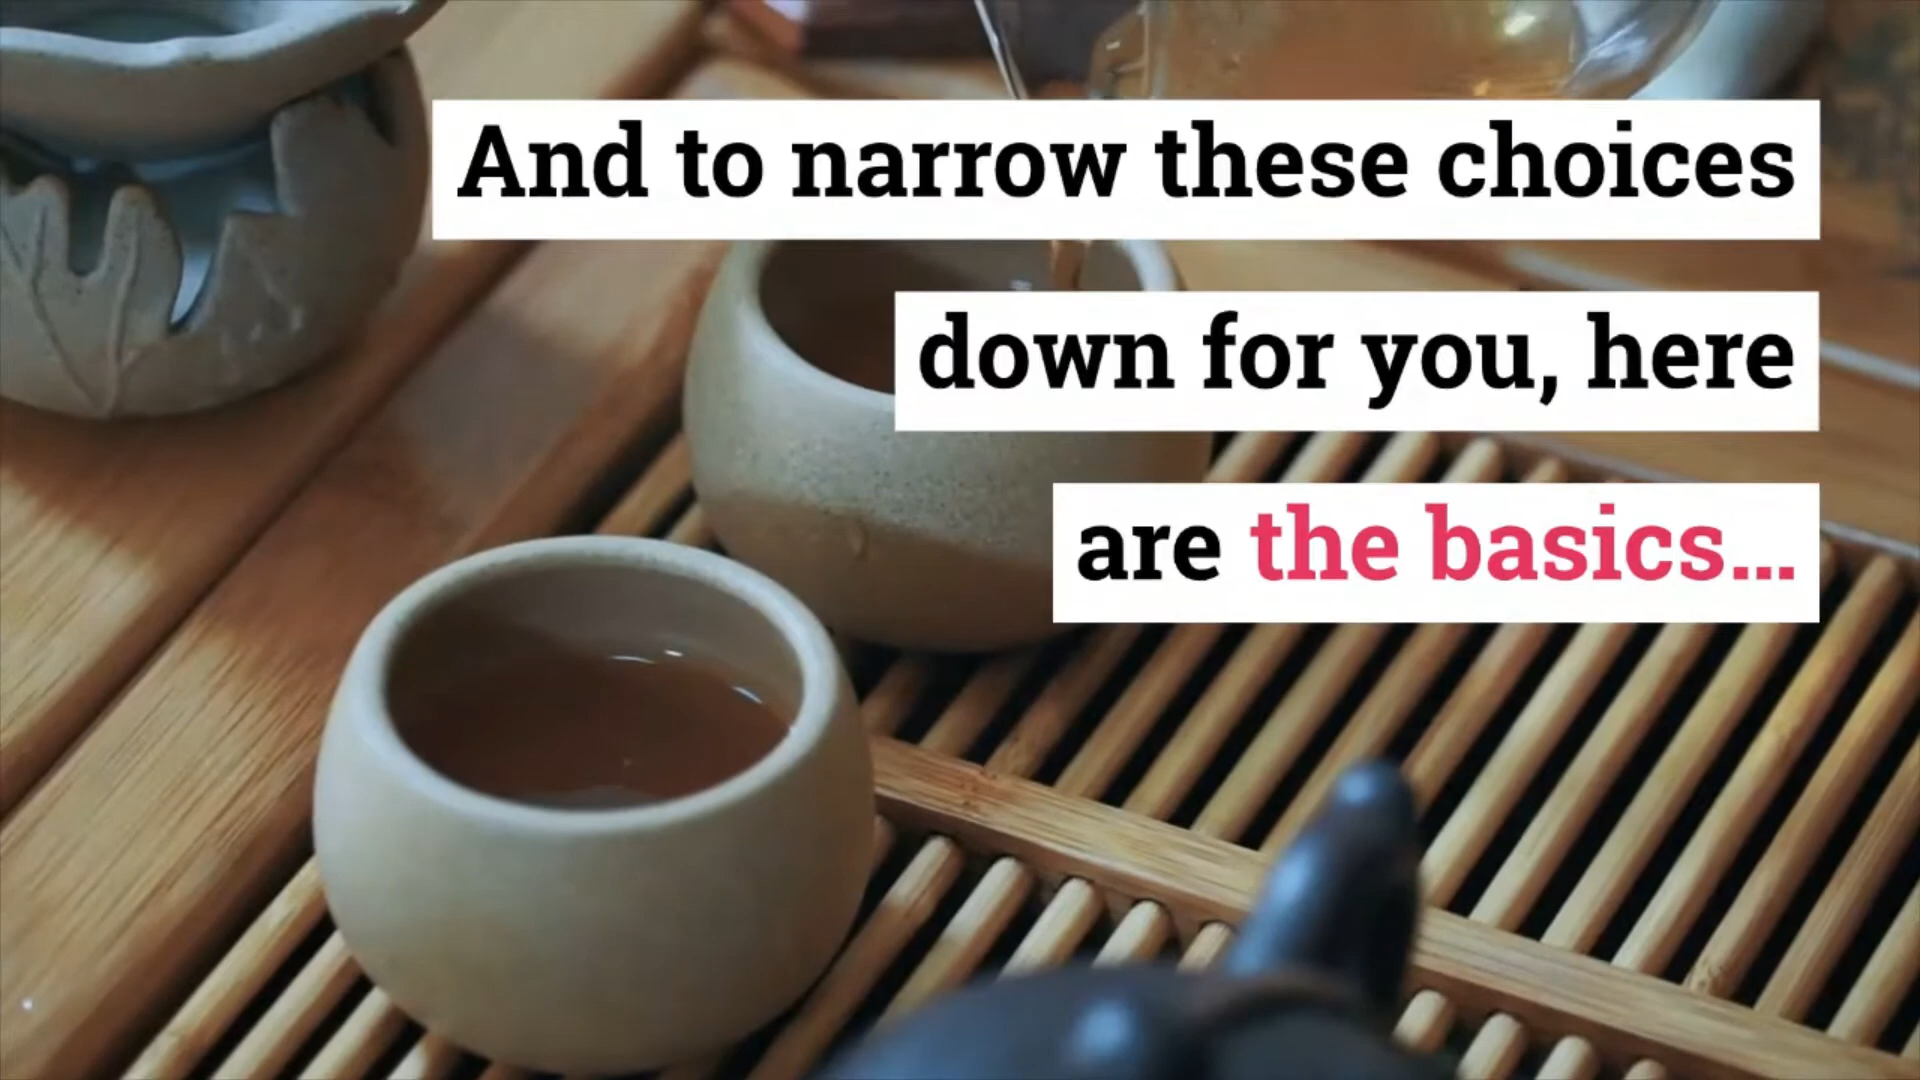 And to narrow these choices
down for you, here
are the basics...